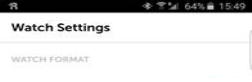 64% 15:49
Watch Settings
WATCH FORMAT